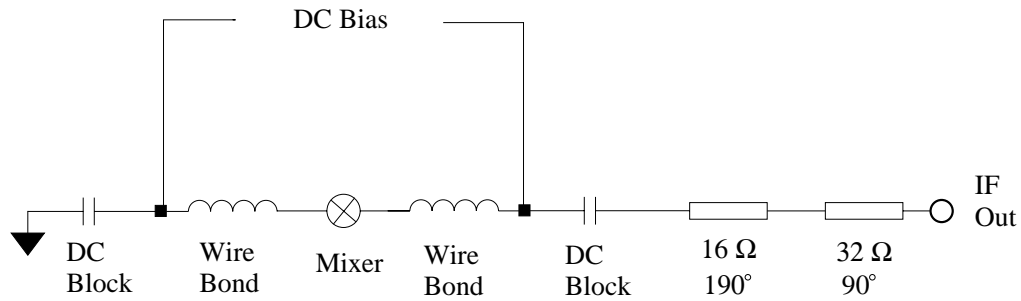 DC Bias
IF
Out
DC
Block
Wire
Bond
Mixer
Wire
Bond
DC
Block
16 Ω
190°
32 Ω
90°